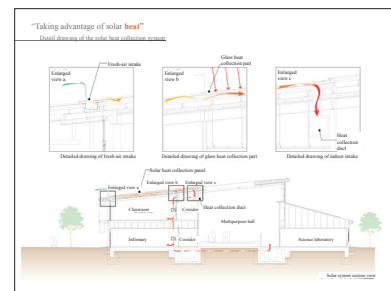 "Taking advantage of solar heat"
Detail drawing of the solar heat collection system
Enlarged
view a
Fresh-air intake
Enlarged
view b
Glass heat
collection part
Enlarged
view c
Heat
collection
duct
Detailed drawing of fresh-air intake
Detailed drawing of glass heat collection part
Detailed drawing of indoor intake
Solar heat collection panel
Enlarged view a
Enlarged view b
Enlarged view c
Heat collection duct
Classroom
Corridor
Multipurpose hall
Infirmary
Corridor
Science laboratory
Solar system section view